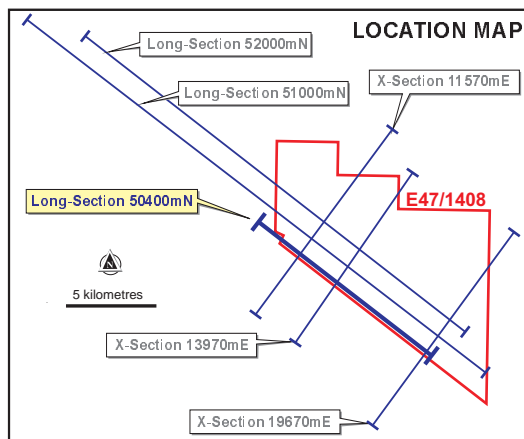 LOCATION MAP
Long-Section 52000mN
X-Section 11570mE
Long-Section 51000mN
Long-Section 50400mN
E47/1408
5 kilometres
X-Section 13970mE
X-Section 19670mE